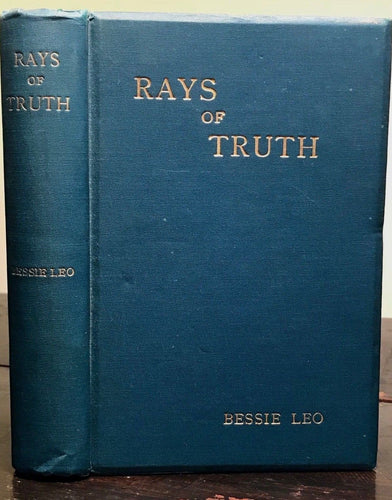 RAYS
OF
TRUTH
BESSIE LEO
RAYS
OF
TRUTH
BESSIE LEO